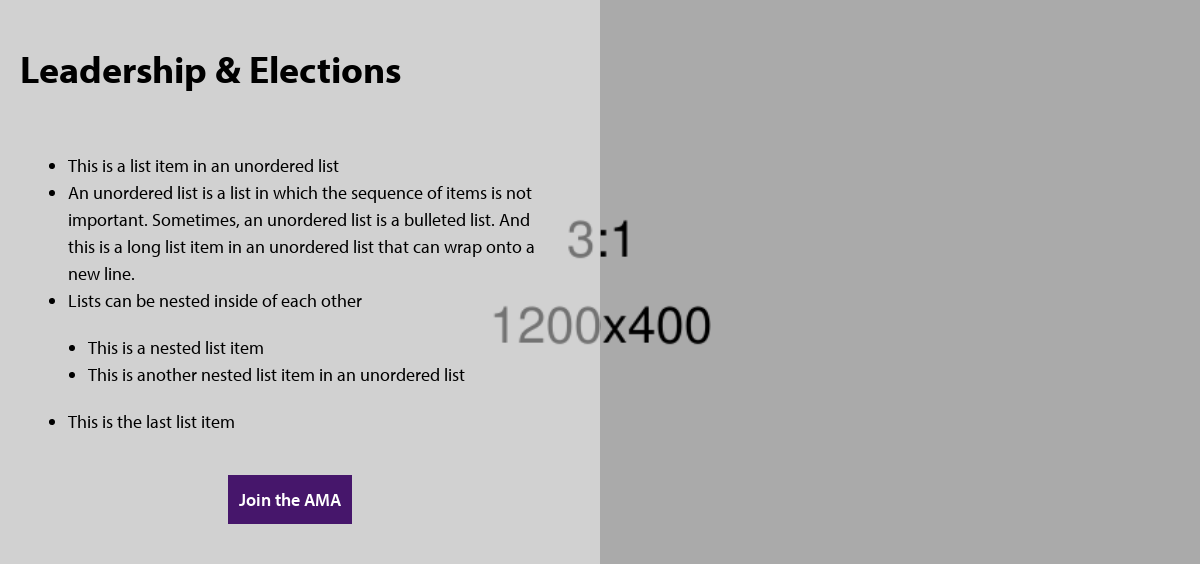 Leadership & Elections
• This is a list item in an unordered list
• An unordered list is a list in which the sequence of items is not
important. Sometimes, an unordered list is a bulleted list. And
this is a long list item in an unordered list that can wrap onto a
new line.
• Lists can be nested inside of each other
• This is a nested list item
• This is another nested list item in an unordered list
• This is the last list item
Join the AMA
3:1
1200x400